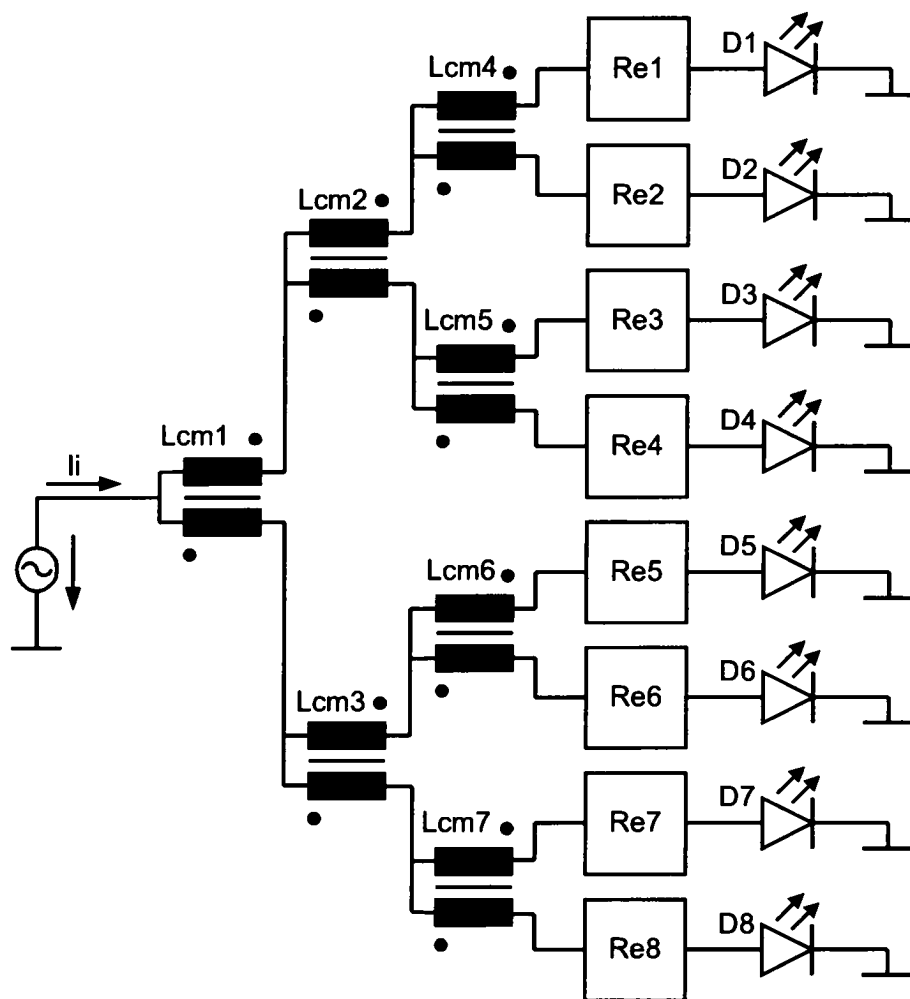 Lcm4
Re1
D1
Re2
D2
Lcm2
Re3
D3
Lcm5
Re4
D4
Lcm1
Ii
Re5
D5
Lcm6
Re6
D6
Lcm3
Re7
D7
Lcm7
Re8
D8